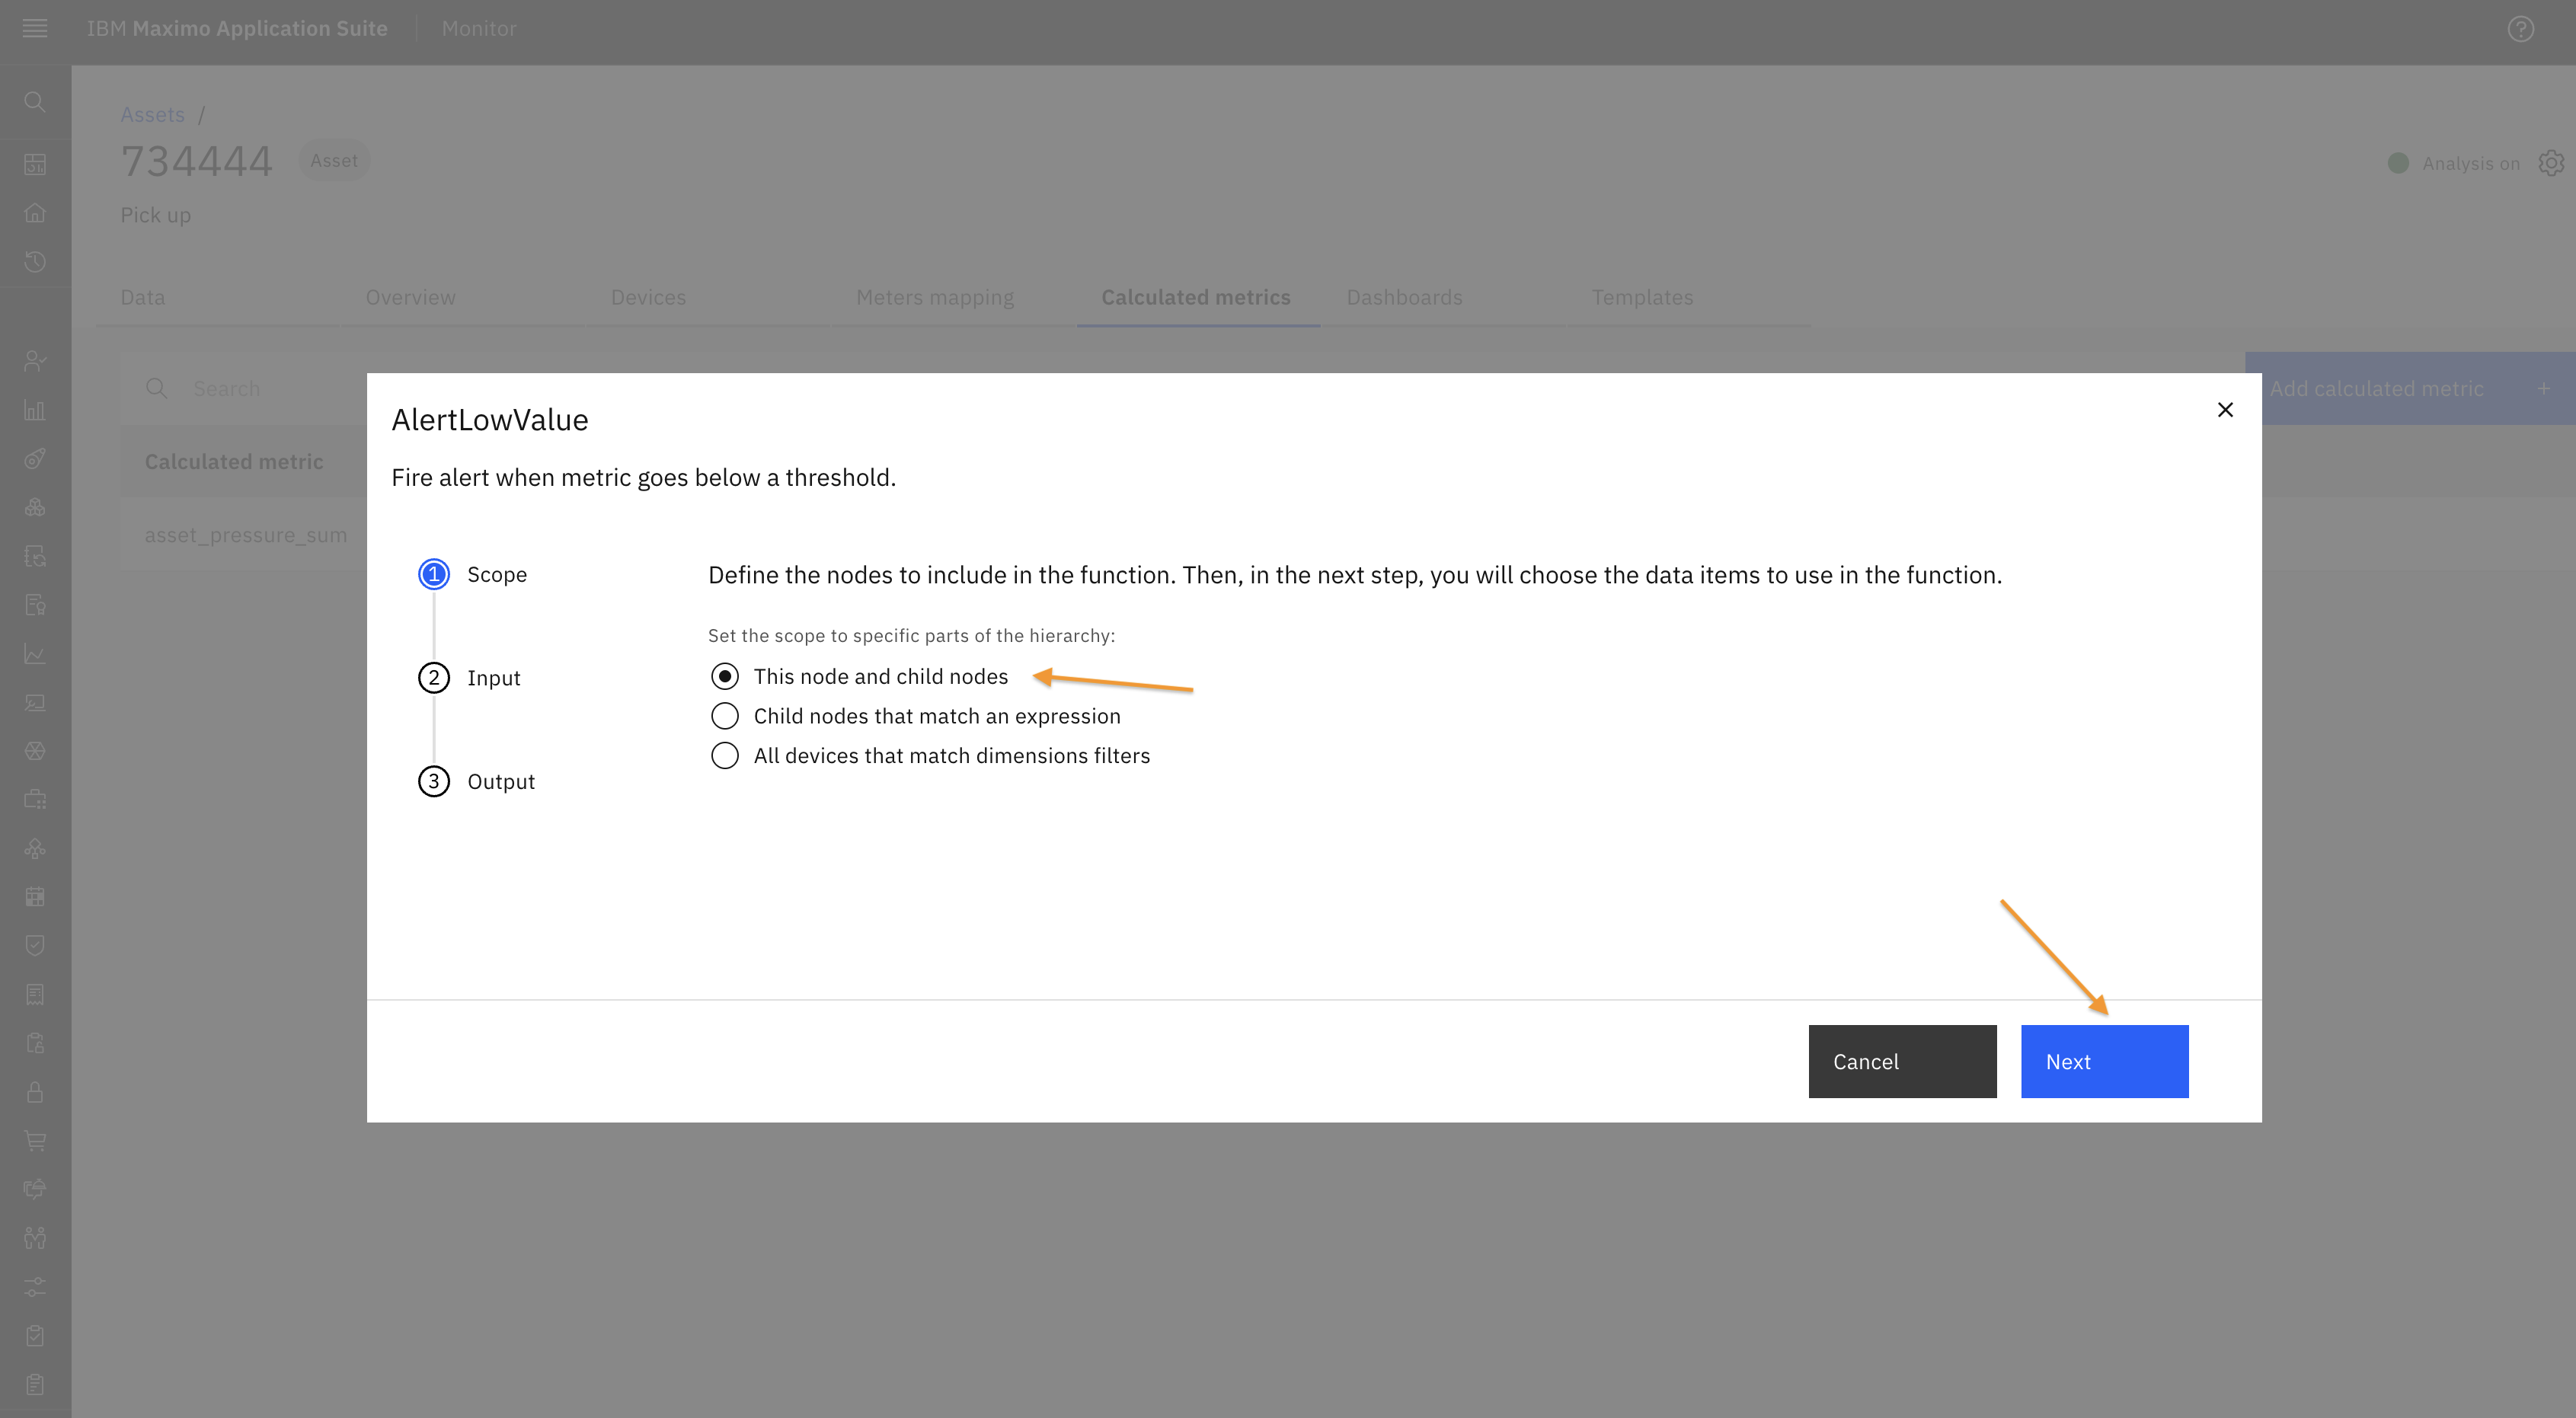 IBM Maximo Application Suite
Monitor
Assets /
734444
Asset
Analysis on
Pick up
Data
Overview
Devices
Meters mapping
Calculated metrics
Dashboards
Templates
Search
Add calculated metric +
Calculated metric
asset_pressure_sum
AlertLowValue
Fire alert when metric goes below a threshold.
1 Scope
2 Input
3 Output
Define the nodes to include in the function. Then, in the next step, you will choose the data items to use in the function.
Set the scope to specific parts of the hierarchy:
This node and child nodes
Child nodes that match an expression
All devices that match dimensions filters
Cancel
Next